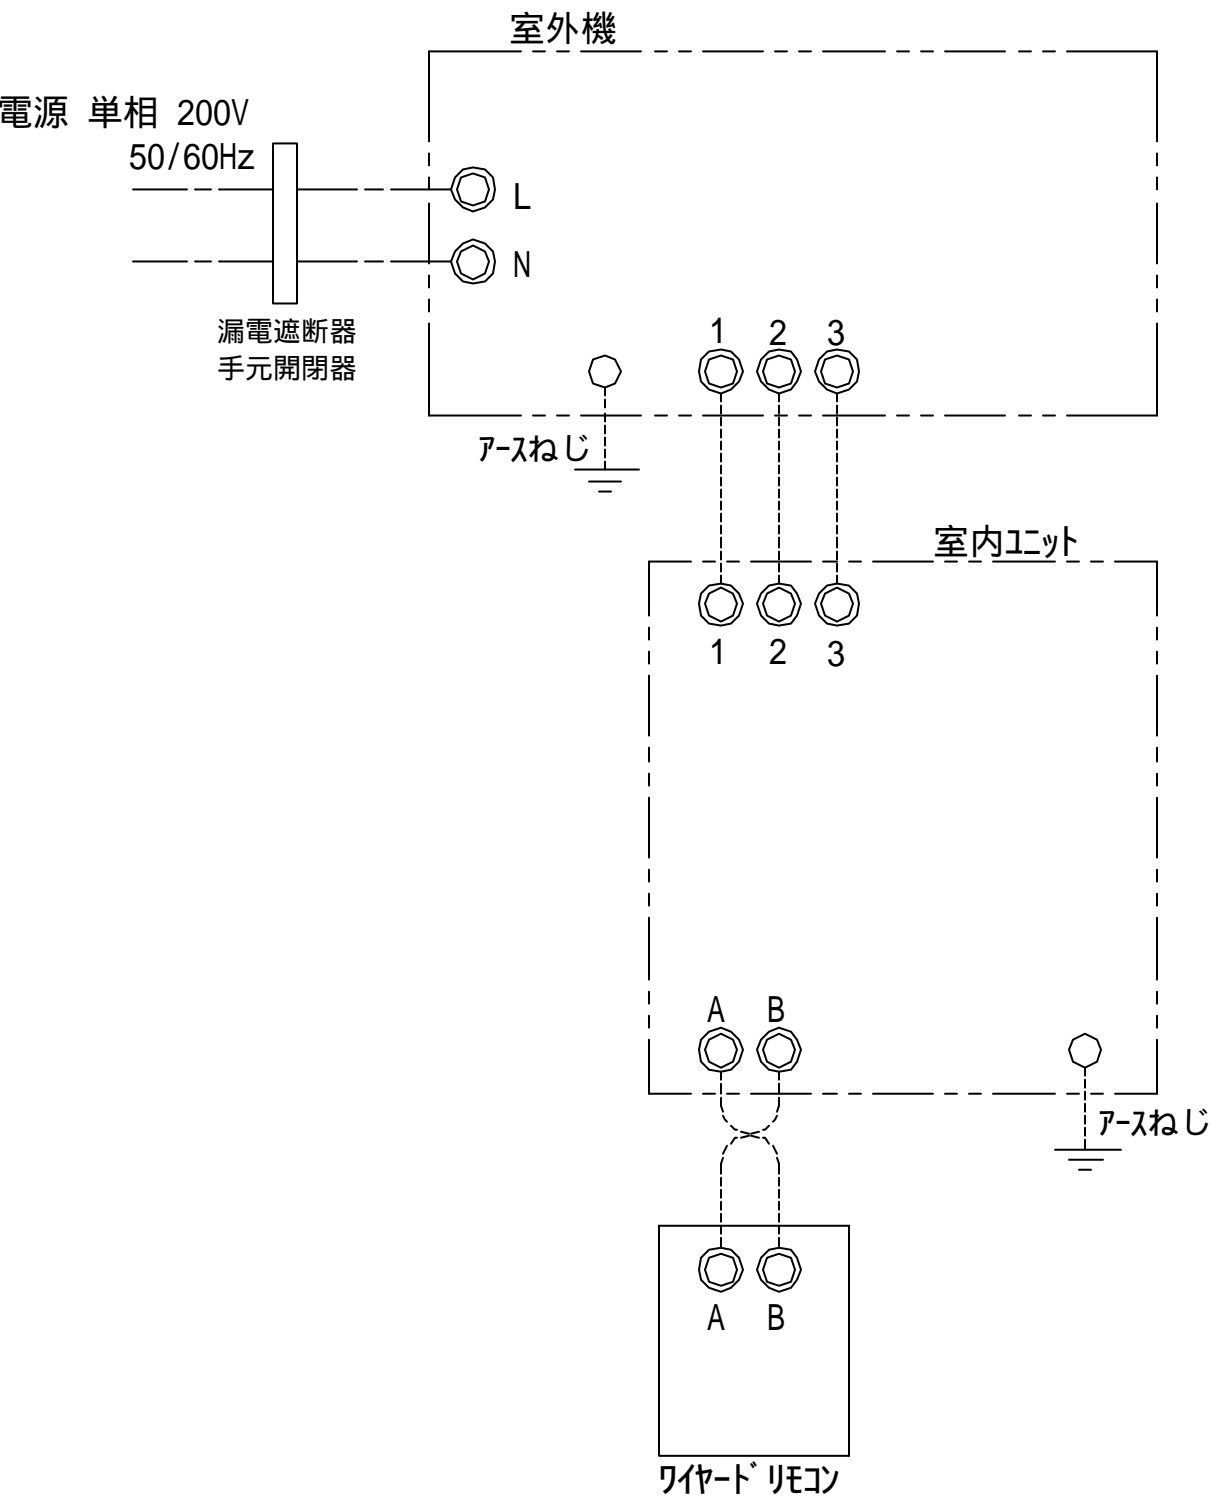 室外機
電源 単相 200V
50/60Hz
L
N
漏電遮断器
手元開閉器
1 2 3
ｱｰｽねじ
室内ﾕﾆｯﾄ
1 2 3
A B
ｱｰｽねじ
A B
ﾜｲﾔｰﾄﾞ ﾘﾓｺﾝ